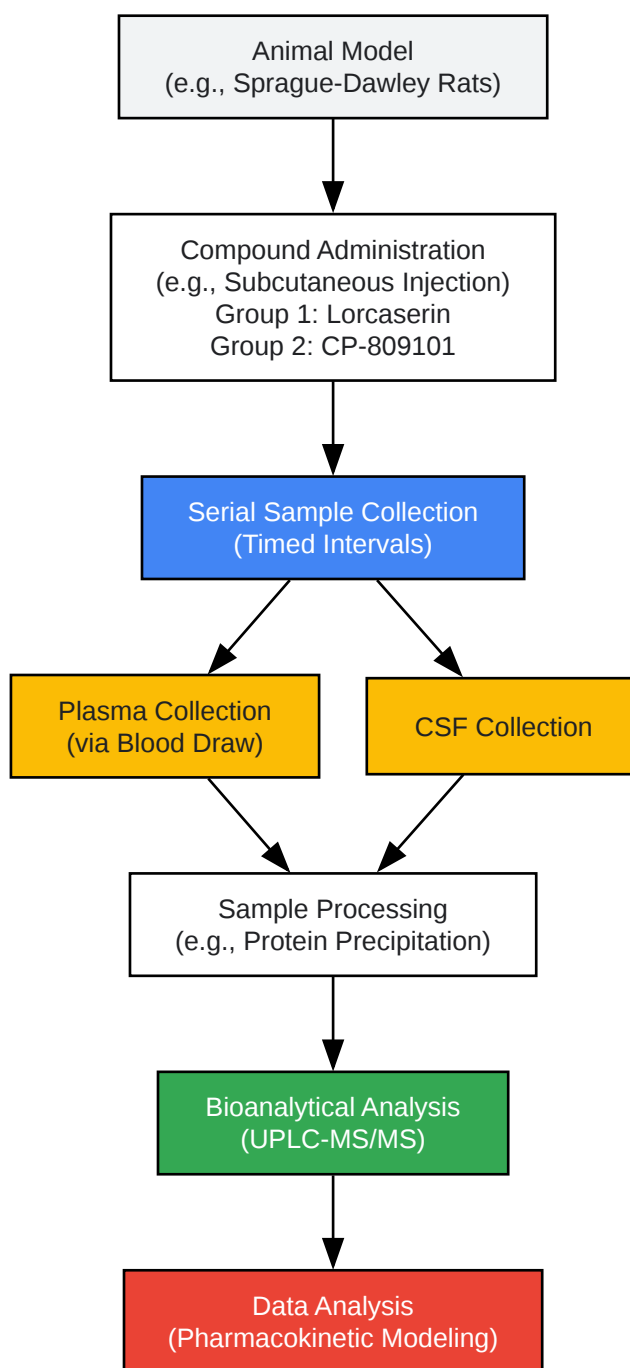 Animal Model
(e.g., Sprague-Dawley Rats)
Compound Administration
(e.g., Subcutaneous Injection)
Group 1: Lorcaserin
Group 2: CP-809101
Serial Sample Collection
(Timed Intervals)
Plasma Collection
(via Blood Draw)
CSF Collection
Sample Processing
(e.g., Protein Precipitation)
Bioanalytical Analysis
(UPLC-MS/MS)
Data Analysis
(Pharmacokinetic Modeling)